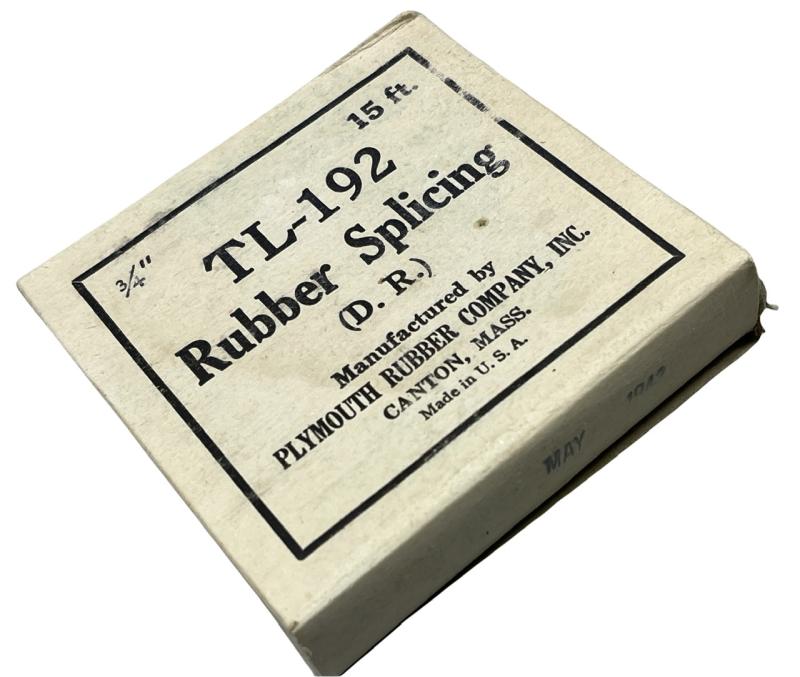 15 ft.
3/4"
TL-192
Rubber Splicing
(D. R.)
Manufactured by
PLYMOUTH RUBBER COMPANY, INC.
CANTON, MASS.
Made in U. S. A.
MAY